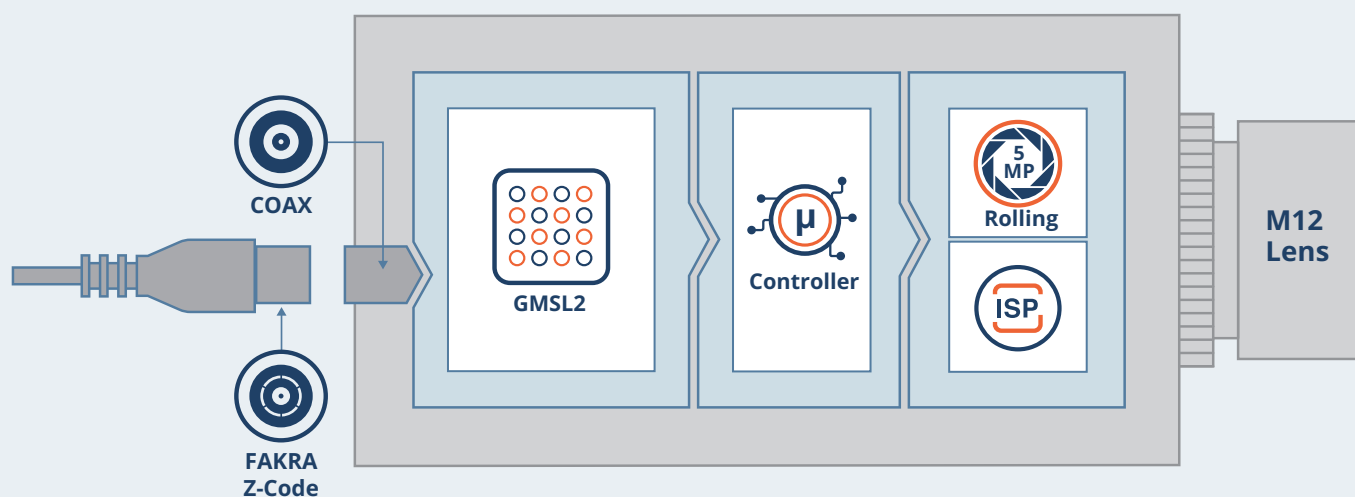 COAX
FAKRA
Z-Code
GMSL2
µ
Controller
5
MP
Rolling
ISP
M12
Lens